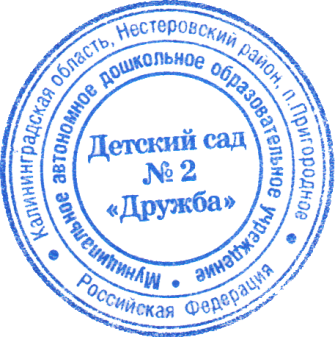 Калининградская область, Нестеровский район, п.Пригородное
Российская Федерация
Муниципальное автономное дошкольное образовательное учреждение
Детский сад
№ 2
«Дружба»